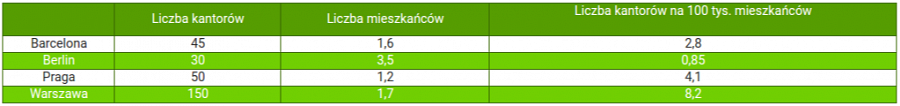 Liczba kantorów Liczba mieszkańców Liczba kantorów na 100 tys. mieszkańców
Barcelona 45 1,6 2,8
Berlin 30 3,5 0,85
Praga 50 1,2 4,1
Warszawa 150 1,7 8,2